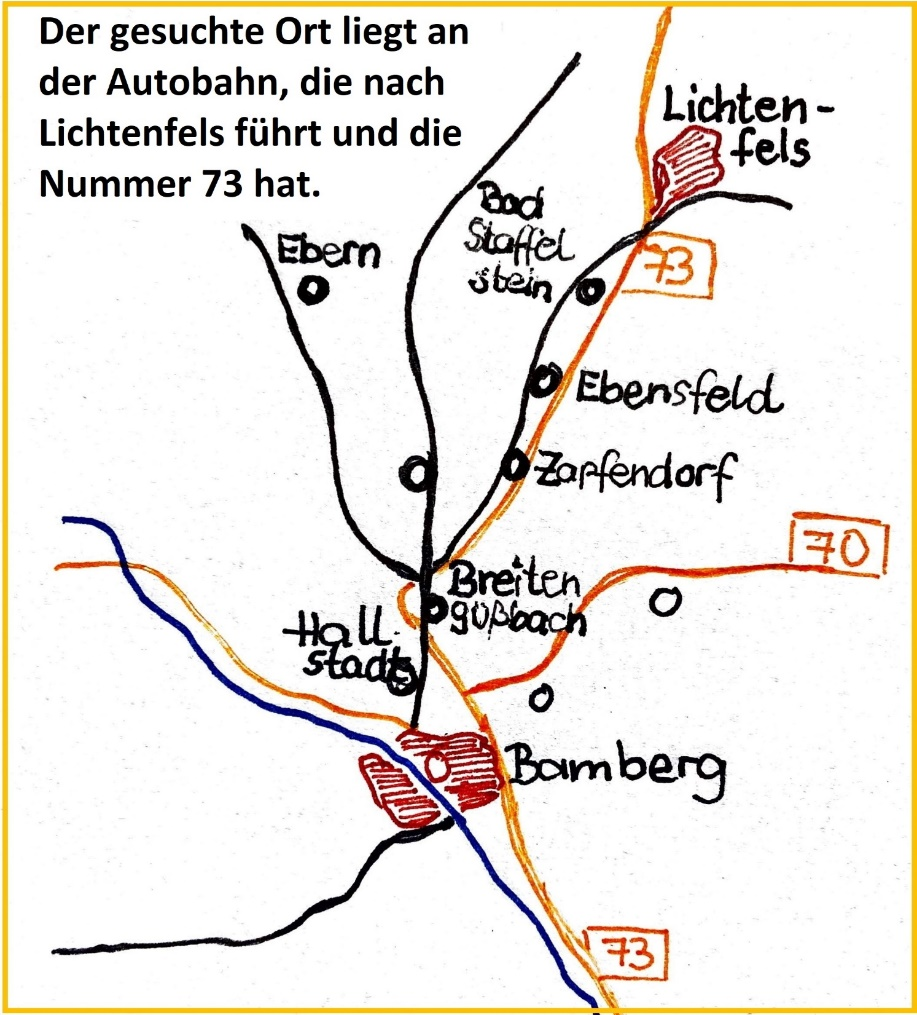 Der gesuchte Ort liegt an
der Autobahn, die nach
Lichtenfels führt und die
Nummer 73 hat.
Lichten-
fels
Bad
Staffel
stein
Ebern
73
Ebensfeld
Zapfendorf
70
Breiten
güßbach
Hall
stadt
Bamberg
73